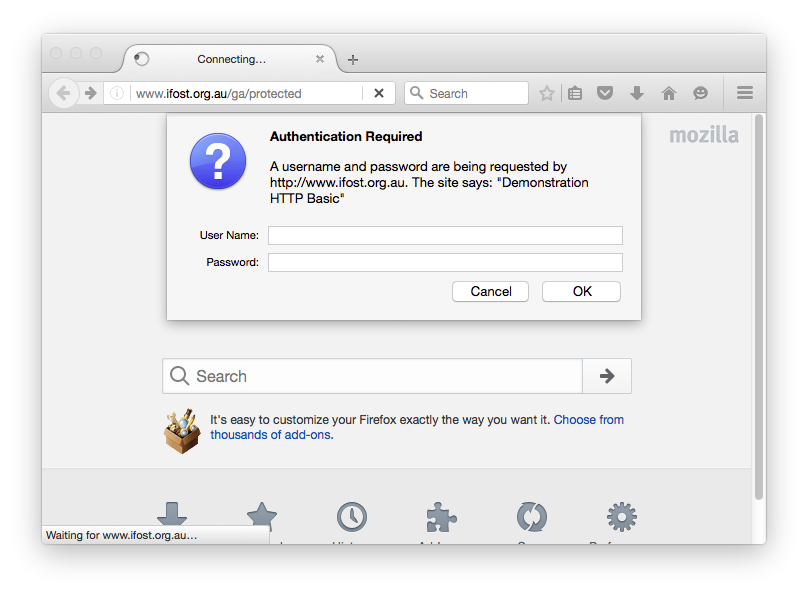 Connecting…
www.ifost.org.au/ga/protected
Search
mozilla
Authentication Required
A username and password are being requested by
http://www.ifost.org.au. The site says: "Demonstration
HTTP Basic"
User Name:
Password:
Cancel
OK
Search
It's easy to customize your Firefox exactly the way you want it. Choose from
thousands of add-ons.
Waiting for www.ifost.org.au…